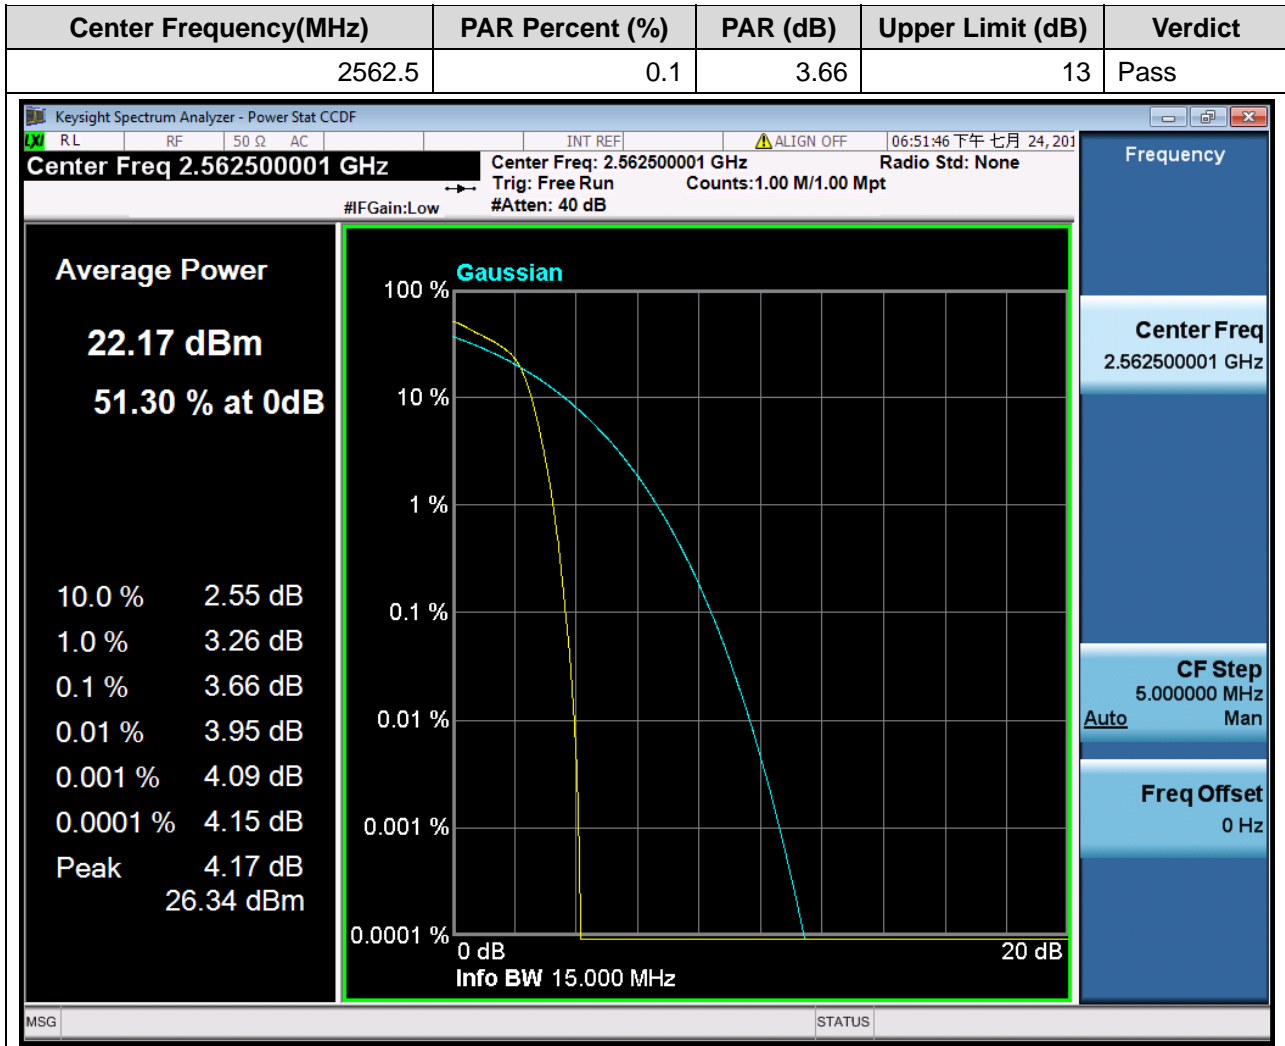 Center Frequency(MHz) PAR Percent (%) PAR (dB) Upper Limit (dB) Verdict
2562.5 0.1 3.66 13 Pass
Keysight Spectrum Analyzer - Power Stat CCDF
LXI RL RF 50 Ω AC INT REF ALIGN OFF 06:51:46 下午 七月 24, 201
Center Freq 2.562500001 GHz
Center Freq: 2.562500001 GHz Radio Std: None
Trig: Free Run Counts:1.00 M/1.00 Mpt
#IFGain:Low #Atten: 40 dB
Frequency
Average Power
22.17 dBm
51.30 % at 0dB
10.0 % 2.55 dB
1.0 % 3.26 dB
0.1 % 3.66 dB
0.01 % 3.95 dB
0.001 % 4.09 dB
0.0001 % 4.15 dB
Peak 4.17 dB
26.34 dBm
Gaussian
100 %
10 %
1 %
0.1 %
0.01 %
0.001 %
0.0001 %
0 dB 20 dB
Info BW 15.000 MHz
Center Freq
2.562500001 GHz
CF Step
5.000000 MHz
Auto Man
Freq Offset
0 Hz
MSG STATUS